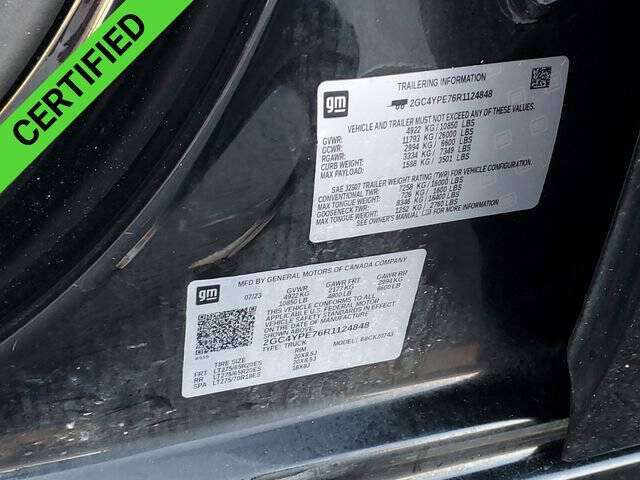 CERTIFIED
gm
TRAILERING INFORMATION
2GC4YPE76R1124848
VEHICLE AND TRAILER MUST NOT EXCEED ANY OF THESE VALUES:
GVWR: 4922 KG/10850 LBS
GCWR: 11793 KG/26000 LBS
RGAWR: 2994 KG/6600 LBS
CURB WEIGHT: 3334 KG/7349 LBS
MAX PAYLOAD: 1588 KG/3501 LBS
SAE J2807 TRAILER WEIGHT RATING (TWR) FOR VEHICLE CONFIGURATION.
CONVENTIONAL TWR: 7258 KG/16000 LBS
MAX TONGUE WEIGHT: 726 KG/1600 LBS
GOOSENECK TWR: 8346 KG/18400 LBS
MAX TONGUE WEIGHT: 1252 KG/2760 LBS
SEE OWNER'S MANUAL FOR MORE INFORMATION
gm
MFD BY GENERAL MOTORS OF CANADA COMPANY
07/23 GVWR GAWR FRT GAWR RR
4922 KG 2177 KG 2994 KG
10850 LB 4800 LB 6600 LB
THIS VEHICLE CONFORMS TO ALL
APPLICABLE U.S. FEDERAL MOTOR
VEHICLE SAFETY STANDARDS IN
EFFECT ON THE DATE OF MANUFACTURE
SHOWN ABOVE.
2GC4YPE76R1124848
TYPE: TRUCK MODEL: 68CK20743
TIRE SIZE RIM
FRT LT275/65R20ES 20X8.5J
RR LT275/65R20ES 20X8.5J
SPA LT275/70R18ES 18X8J